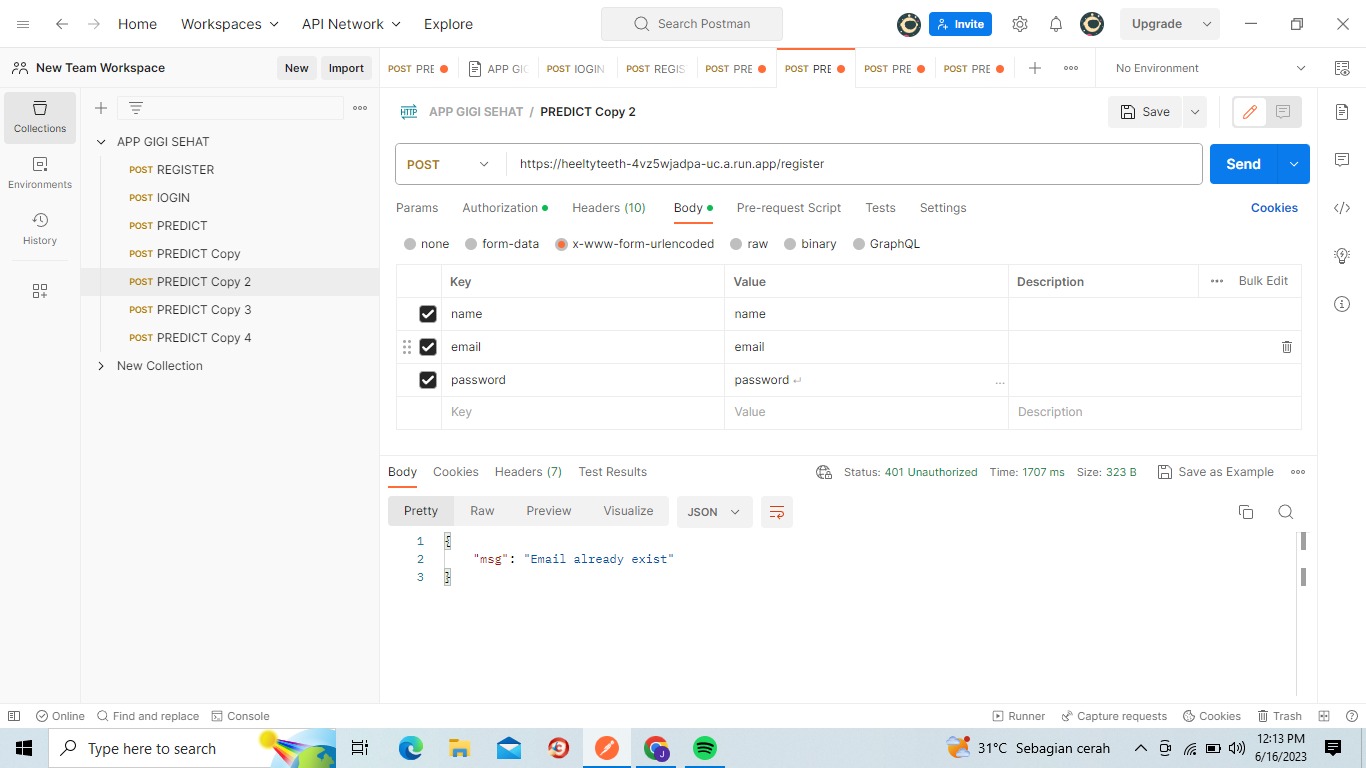 Home Workspaces API Network Explore Search Postman Invite Upgrade
New Team Workspace New Import POST PRE APP GIG POST lOGIN POST REGIS POST PRE POST PRE POST PRE POST PRE No Environment
Collections
Environments
History
APP GIGI SEHAT
POST REGISTER
POST lOGIN
POST PREDICT
POST PREDICT Copy
POST PREDICT Copy 2
POST PREDICT Copy 3
POST PREDICT Copy 4
New Collection
HTTP APP GIGI SEHAT / PREDICT Copy 2 Save
POST https://heeltyteeth-4vz5wjadpa-uc.a.run.app/register Send
Params Authorization Headers (10) Body Pre-request Script Tests Settings Cookies
none form-data x-www-form-urlencoded raw binary GraphQL
Key Value Description Bulk Edit
name name
email email
password password ↵ ...
Key Value Description
Body Cookies Headers (7) Test Results Status: 401 Unauthorized Time: 1707 ms Size: 323 B Save as Example
Pretty Raw Preview Visualize JSON
1 {
2 "msg": "Email already exist"
3 }
Online Find and replace Console Runner Capture requests Cookies Trash
Type here to search 31°C Sebagian cerah 12:13 PM
6/16/2023